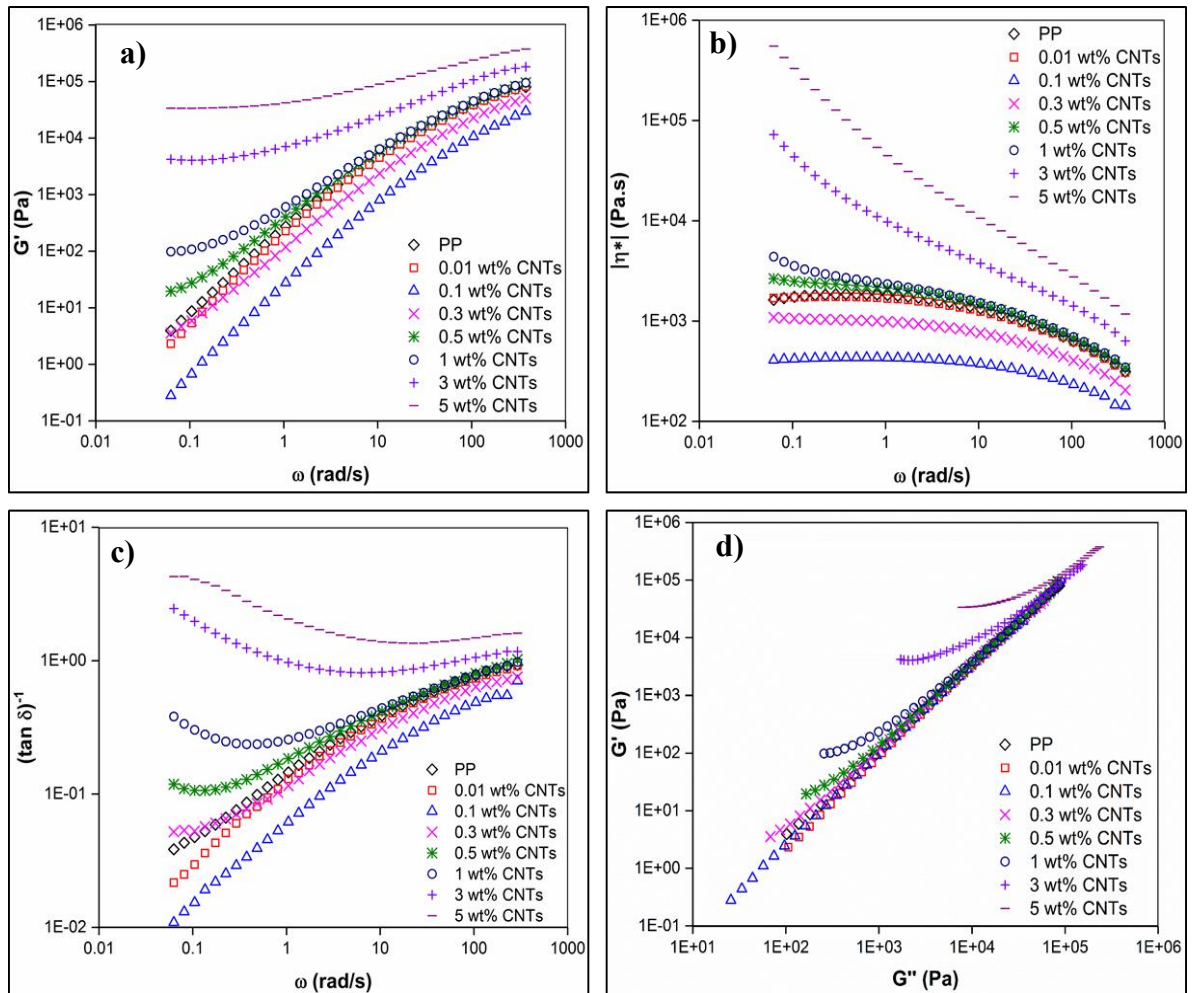 a)
1E+06
1E+05
1E+04
1E+03
1E+02
1E+01
1E+00
1E-01
G' (Pa)
PP
0.01 wt% CNTs
0.1 wt% CNTs
0.3 wt% CNTs
0.5 wt% CNTs
1 wt% CNTs
3 wt% CNTs
5 wt% CNTs
0.01 0.1 1 10 100 1000
ω (rad/s)
b)
1E+06
1E+05
1E+04
1E+03
1E+02
|η*| (Pa.s)
PP
0.01 wt% CNTs
0.1 wt% CNTs
0.3 wt% CNTs
0.5 wt% CNTs
1 wt% CNTs
3 wt% CNTs
5 wt% CNTs
0.01 0.1 1 10 100 1000
ω (rad/s)
c)
1E+01
1E+00
1E-01
1E-02
(tan δ)⁻¹
PP
0.01 wt% CNTs
0.1 wt% CNTs
0.3 wt% CNTs
0.5 wt% CNTs
1 wt% CNTs
3 wt% CNTs
5 wt% CNTs
0.01 0.1 1 10 100 1000
ω (rad/s)
d)
1E+06
1E+05
1E+04
1E+03
1E+02
1E+01
1E+00
1E-01
G' (Pa)
PP
0.01 wt% CNTs
0.1 wt% CNTs
0.3 wt% CNTs
0.5 wt% CNTs
1 wt% CNTs
3 wt% CNTs
5 wt% CNTs
1E+01 1E+02 1E+03 1E+04 1E+05 1E+06
G" (Pa)